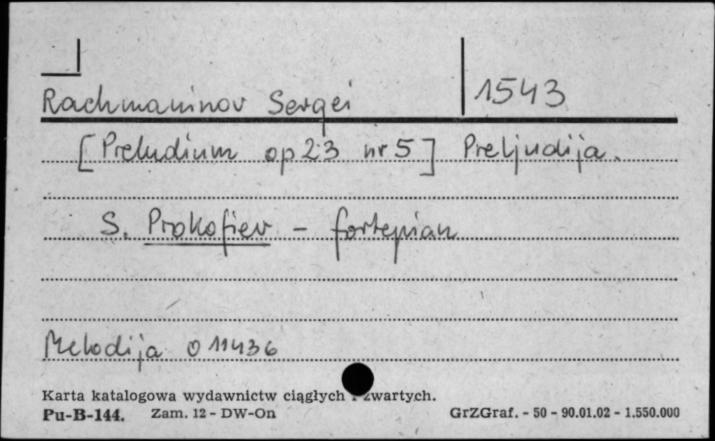 Rachmaninov Sergei 1543
[Preludium op 23 nr 5] Preljudija.
S. Prokofiev - fortepian
Melodija 0 11436
Karta katalogowa wydawnictw ciągłych i zwartych.
Pu-B-144. Zam. 12 - DW-On GrZGraf. - 50 - 90.01.02 - 1.550.000